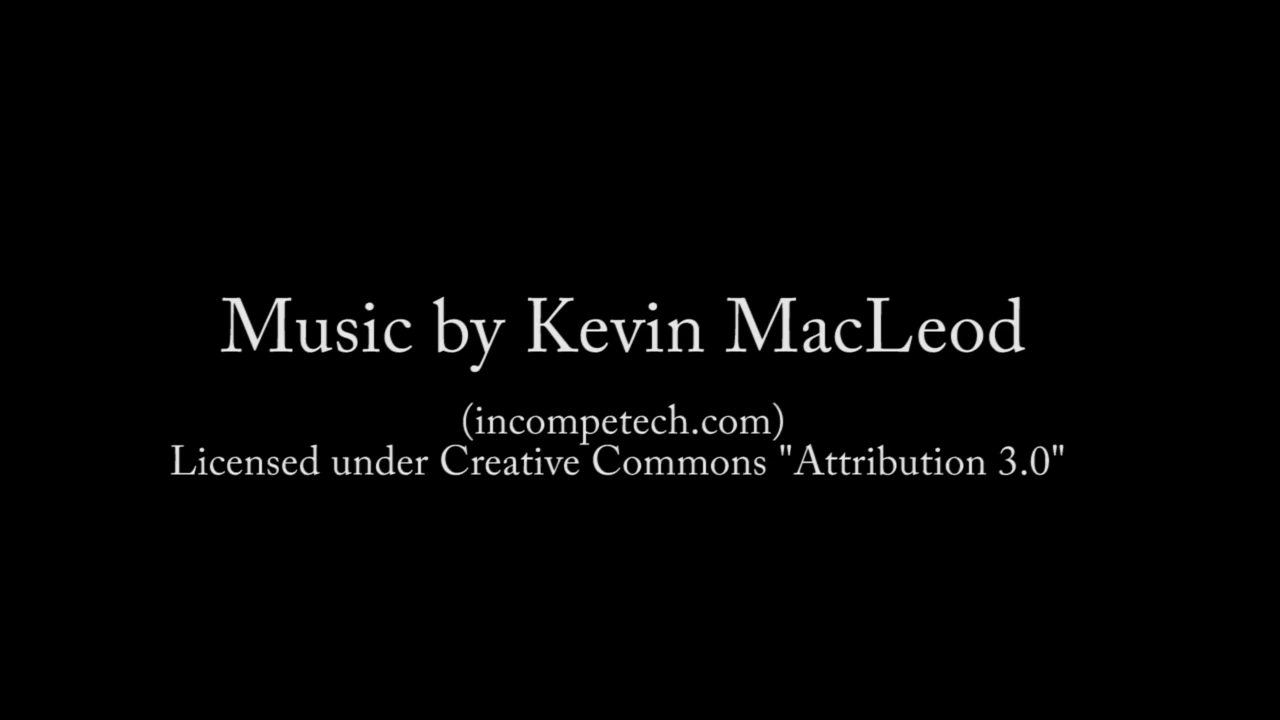 Music by Kevin MacLeod
(incompetech.com)
Licensed under Creative Commons "Attribution 3.0"